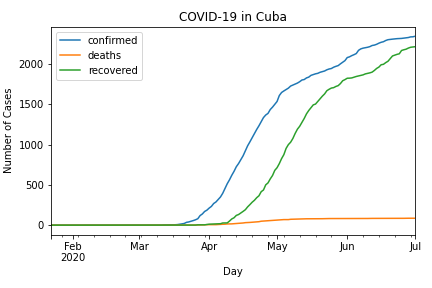 COVID-19 in Cuba
confirmed
deaths
recovered
Number of Cases
2000
1500
1000
500
0
Feb Mar Apr May Jun Jul
2020
Day